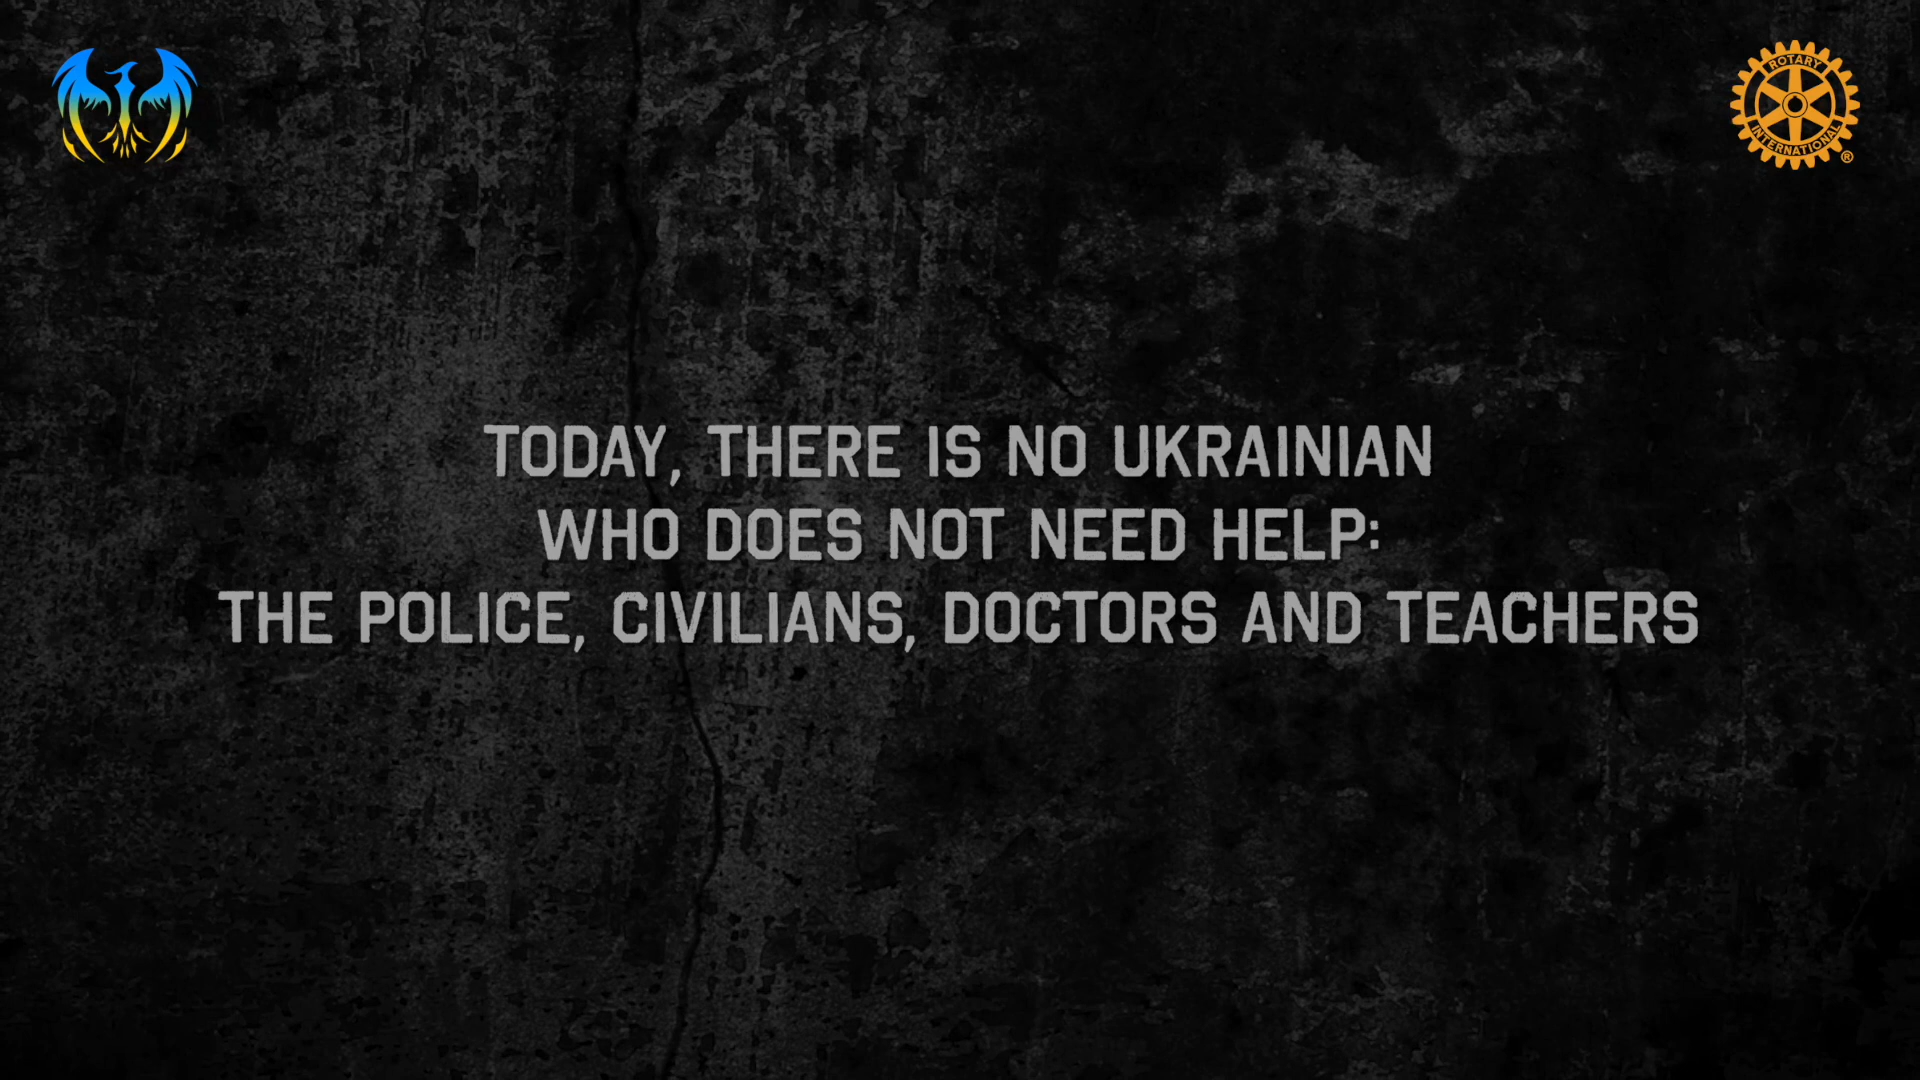 ROTARY
INTERNATIONAL
®
TODAY, THERE IS NO UKRAINIAN
WHO DOES NOT NEED HELP:
THE POLICE, CIVILIANS, DOCTORS AND TEACHERS